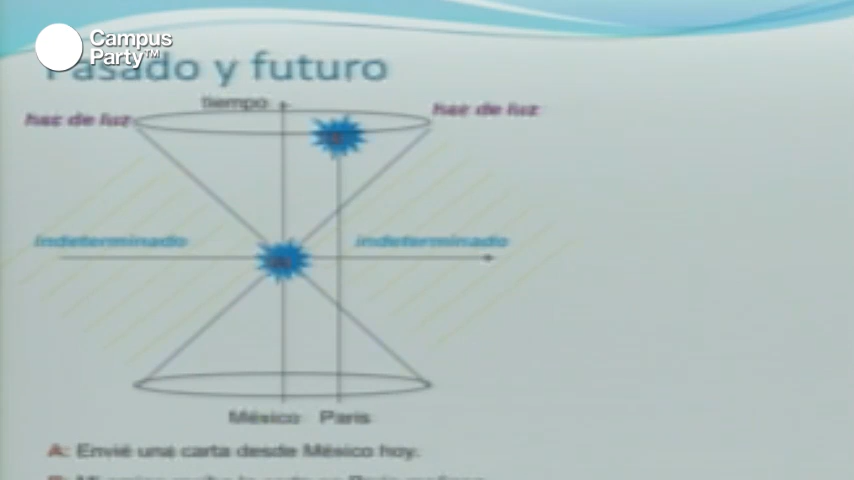 Campus
Party™
Pasado y futuro
tiempo
haz de luz
haz de luz
indeterminado
indeterminado
México
Paris
A: Envié una carta desde México hoy.